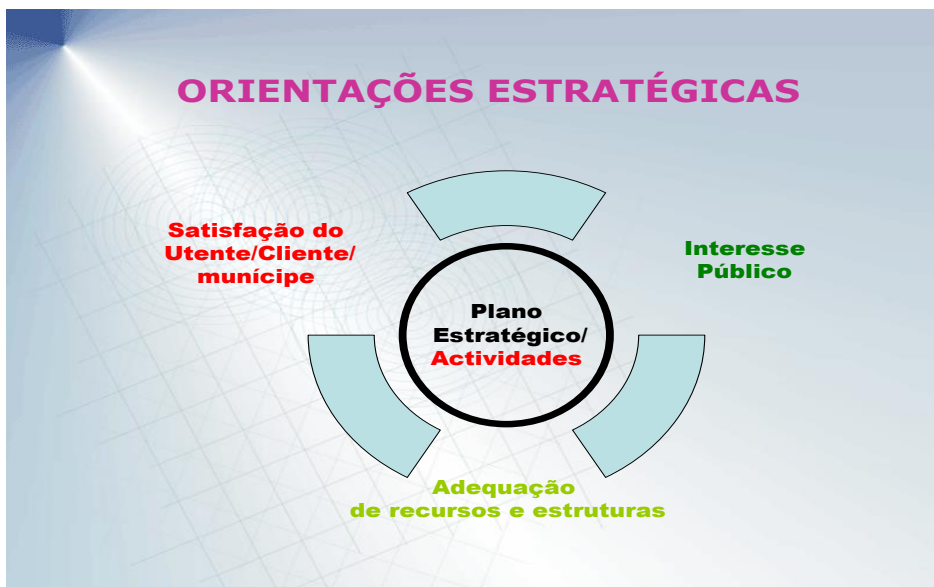 ORIENTAÇÕES ESTRATÉGICAS
Satisfação do
Utente/Cliente/
munícipe
Interesse
Público
Plano
Estratégico/
Actividades
Adequação
de recursos e estruturas